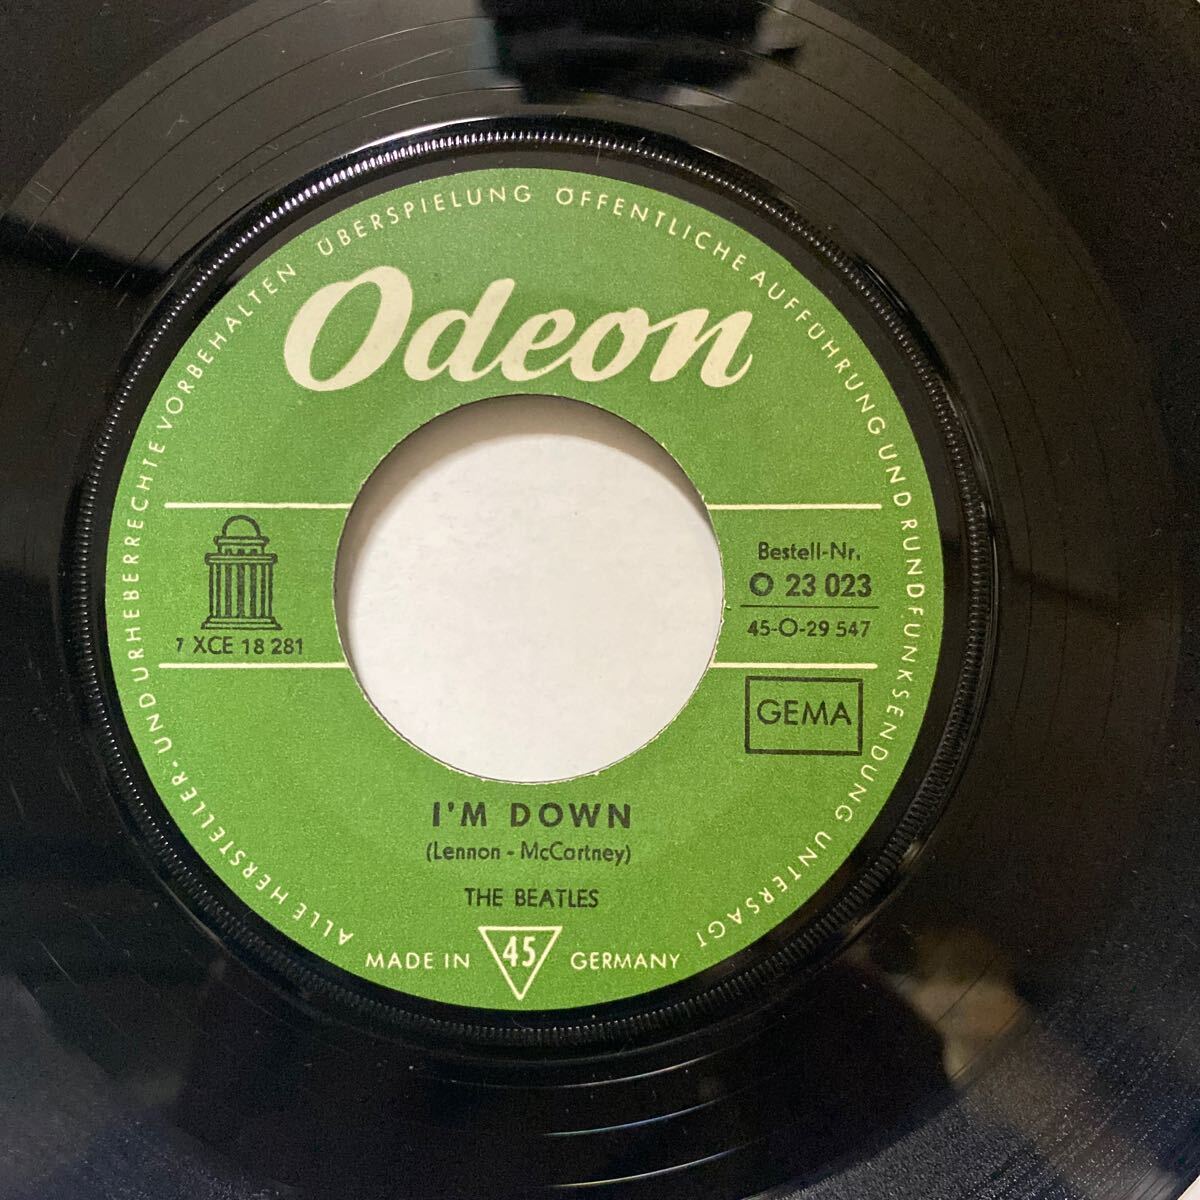 ALLE HERSTELLER- UND URHEBERRECHTE VORBEHALTEN ÜBERSPIELUNG ÖFFENTLICHE AUFFÜHRUNG UND RUNDFUNKSENDUNG UNTERSAGT
Odeon
7 XCE 18 281
Bestell-Nr.
O 23 023
45-O-29 547
GEMA
I'M DOWN
(Lennon - McCartney)
THE BEATLES
MADE IN 45 GERMANY